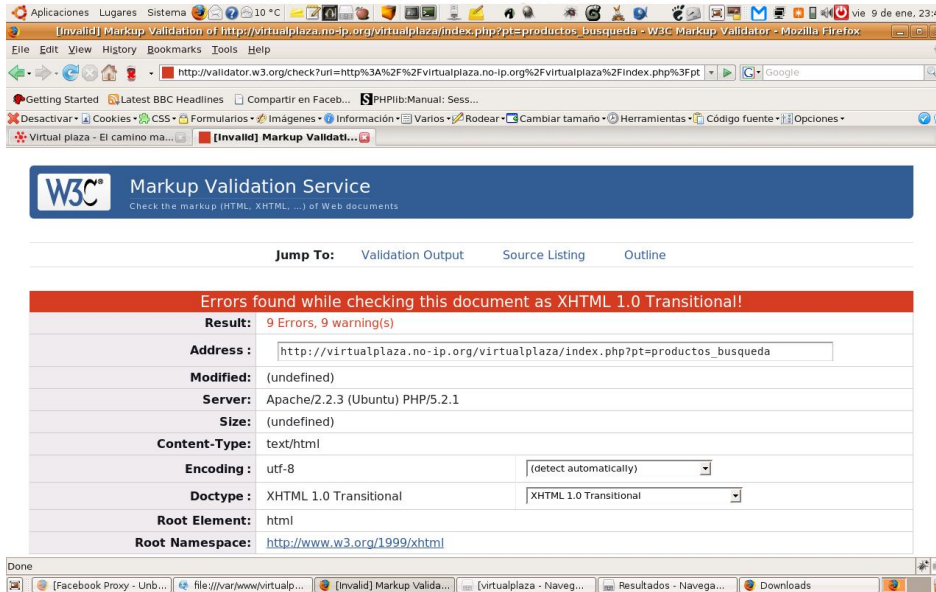 Aplicaciones Lugares Sistema 10 °C vie 9 de ene, 23:4
[Invalid] Markup Validation of http://virtualplaza.no-ip.org/virtualplaza/index.php?pt=productos_busqueda - W3C Markup Validator - Mozilla Firefox
File Edit View History Bookmarks Tools Help
http://validator.w3.org/check?uri=http%3A%2F%2Fvirtualplaza.no-ip.org%2Fvirtualplaza%2Findex.php%3Fpt Google
Getting Started Latest BBC Headlines Compartir en Faceb... PHPlib:Manual: Sess...
Desactivar Cookies CSS Formularios Imágenes Información Varios Rodear Cambiar tamaño Herramientas Código fuente Opciones
Virtual plaza - El camino ma... [Invalid] Markup Validati...
W3C® Markup Validation Service
Check the markup (HTML, XHTML, ...) of Web documents
Jump To: Validation Output Source Listing Outline
Errors found while checking this document as XHTML 1.0 Transitional!
Result: 9 Errors, 9 warning(s)
Address : http://virtualplaza.no-ip.org/virtualplaza/index.php?pt=productos_busqueda
Modified: (undefined)
Server: Apache/2.2.3 (Ubuntu) PHP/5.2.1
Size: (undefined)
Content-Type: text/html
Encoding : utf-8 (detect automatically)
Doctype : XHTML 1.0 Transitional XHTML 1.0 Transitional
Root Element: html
Root Namespace: http://www.w3.org/1999/xhtml
Done
[Facebook Proxy - Unb... file:///var/www/virtualp... [Invalid] Markup Valida... [virtualplaza - Naveg... Resultados - Navega... Downloads